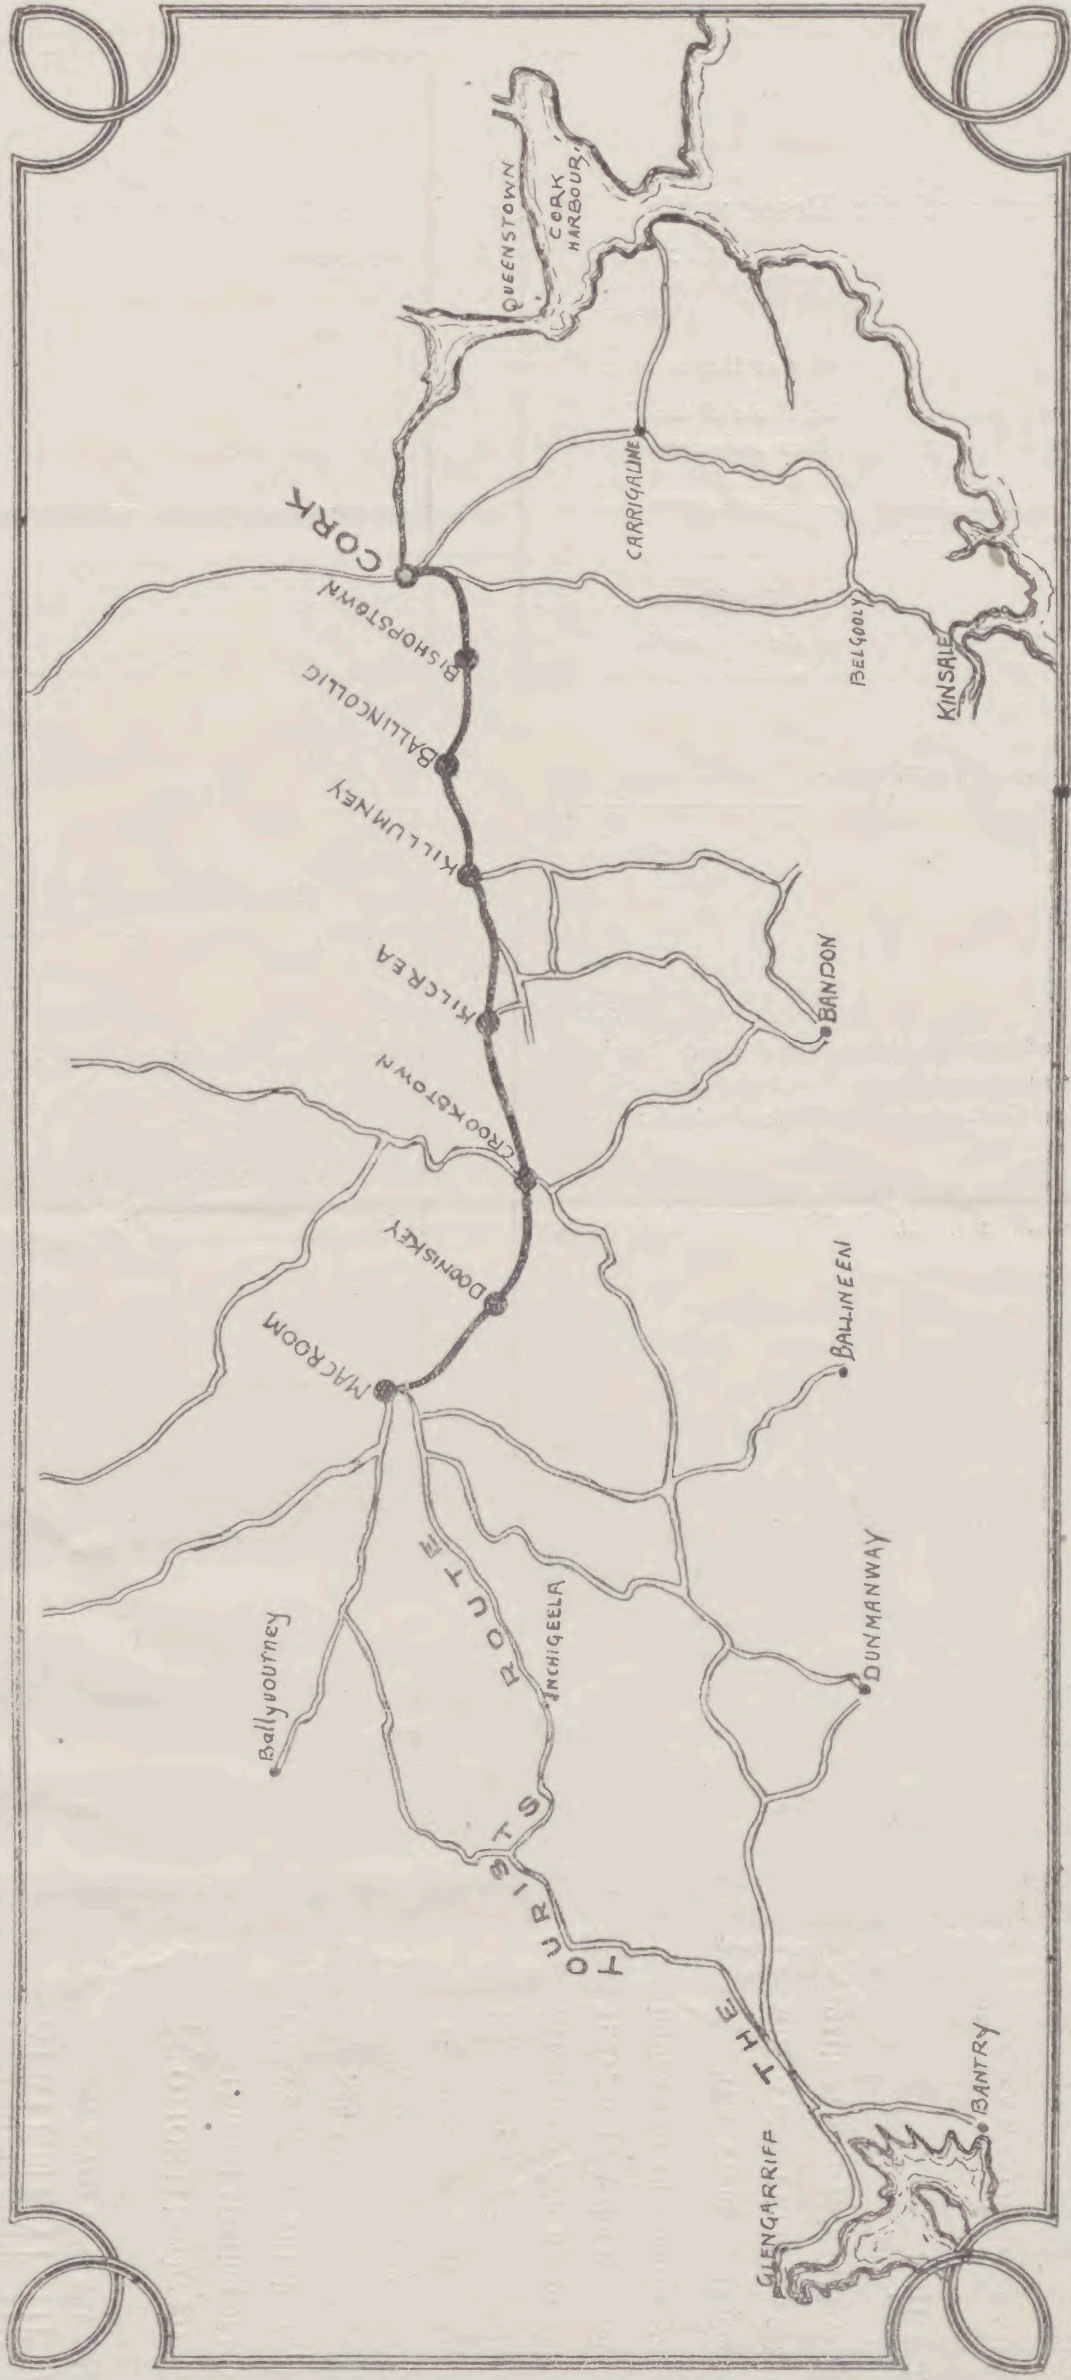 QUEENSTOWN
CORK
HARBOUR,
CORK
BISHOPSTOWN
BALLINCOLLIG
KILLUMNEY
KILCREA
CROOKSTOWN
DOONISKEY
MACROOM
CARRIGALINE
BELGOOLY
KINSALE
BANDON
BALLINEEN
DUNMANWAY
Ballyvourney
INCHIGEELA
THE TOURISTS ROUTE
GLENGARRIFF
BANTRY